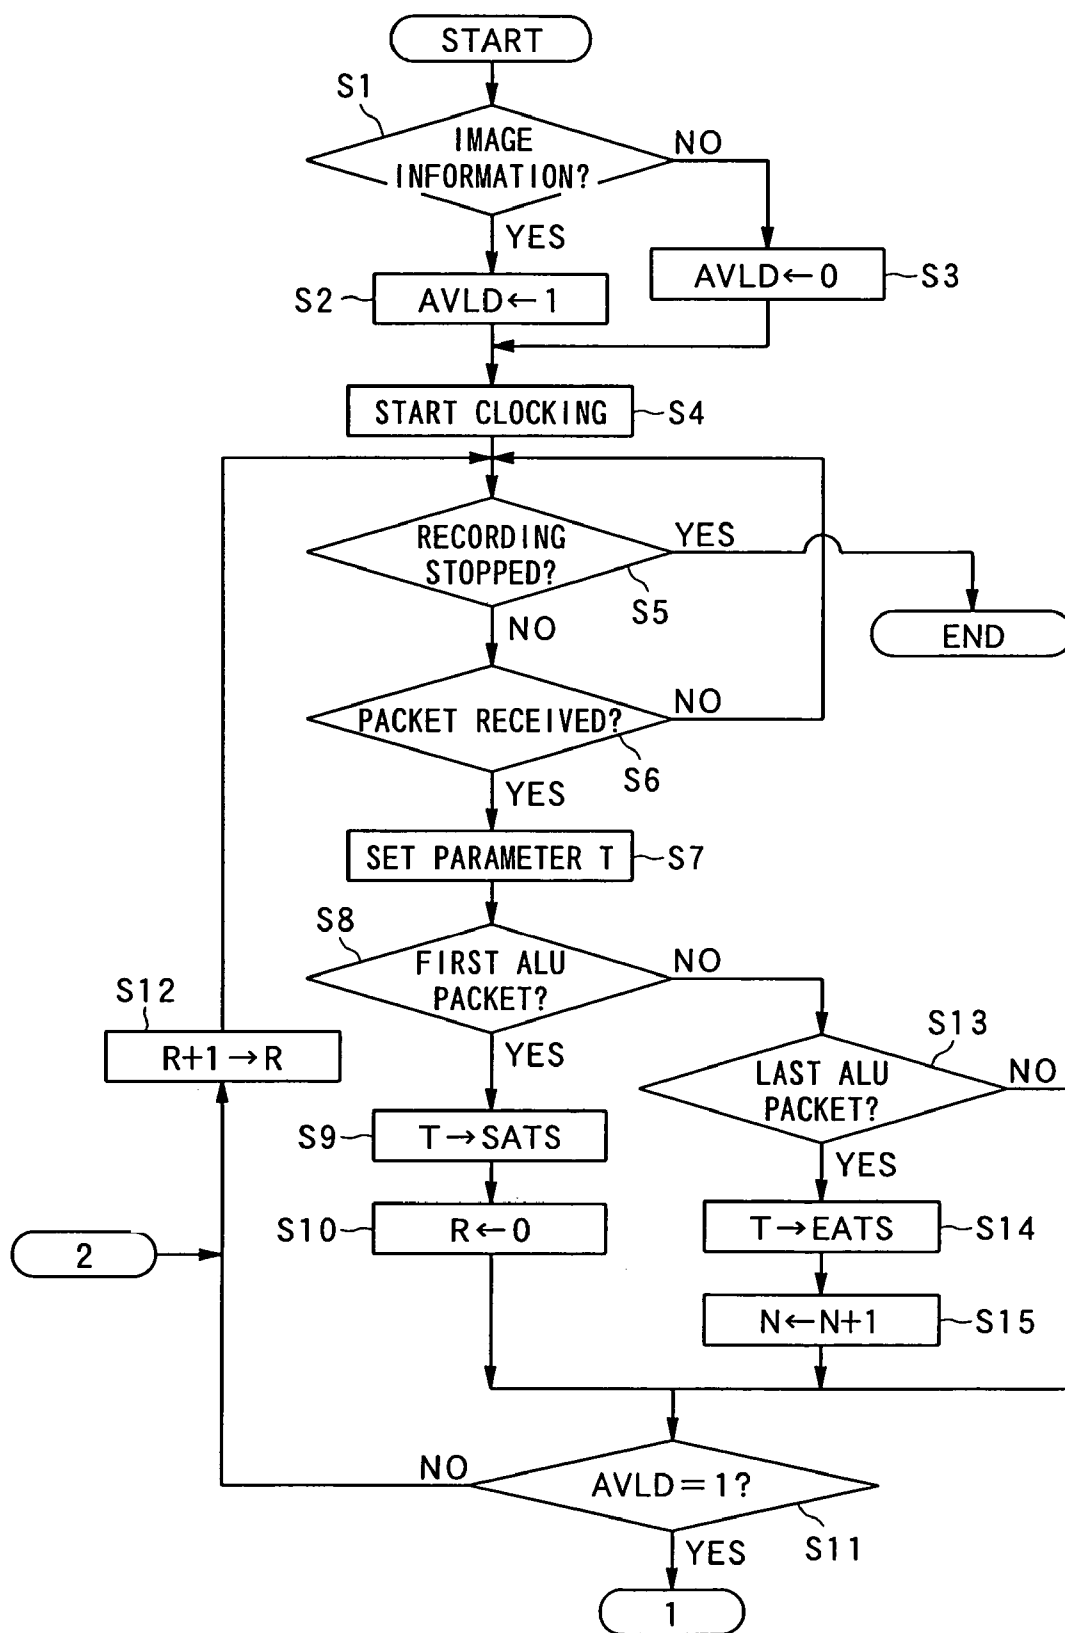 START
S1
IMAGE
INFORMATION?
NO
YES
S2
AVLD←1
AVLD←0
S3
START CLOCKING
S4
RECORDING
STOPPED?
YES
S5
NO
END
PACKET RECEIVED?
NO
S6
YES
SET PARAMETER T
S7
S8
FIRST ALU
PACKET?
NO
YES
S12
R+1→R
S13
LAST ALU
PACKET?
NO
YES
S9
T→SATS
S10
R←0
T→EATS
S14
N←N+1
S15
2
NO
AVLD=1?
S11
YES
1